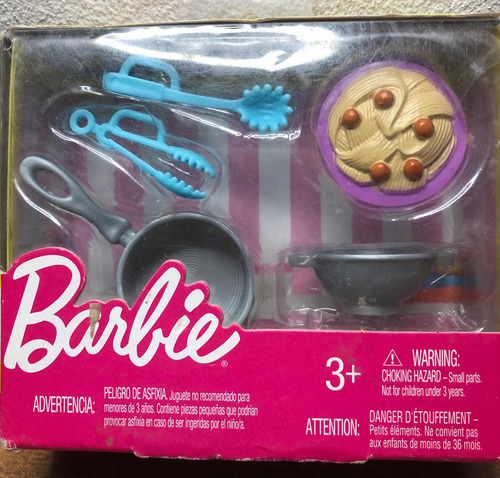 Barbie®
3+
WARNING:
CHOKING HAZARD – Small parts.
Not for children under 3 years.
ADVERTENCIA:
PELIGRO DE ASFIXIA. Juguete no recomendado para
menores de 3 años. Contiene piezas pequeñas que podrían
provocar asfixia en caso de ser ingeridas por el niño/a.
ATTENTION:
DANGER D'ÉTOUFFEMENT –
Petits éléments. Ne convient pas
aux enfants de moins de 36 mois.